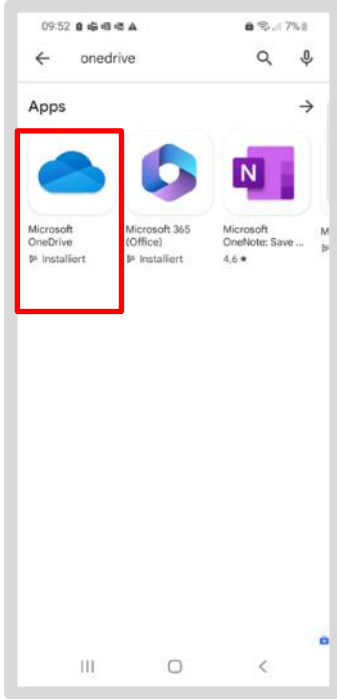 09:52 7%
onedrive
Apps
N
Microsoft OneDrive
Installiert
Microsoft 365 (Office)
Installiert
Microsoft OneNote: Save ...
4,6 ★
M